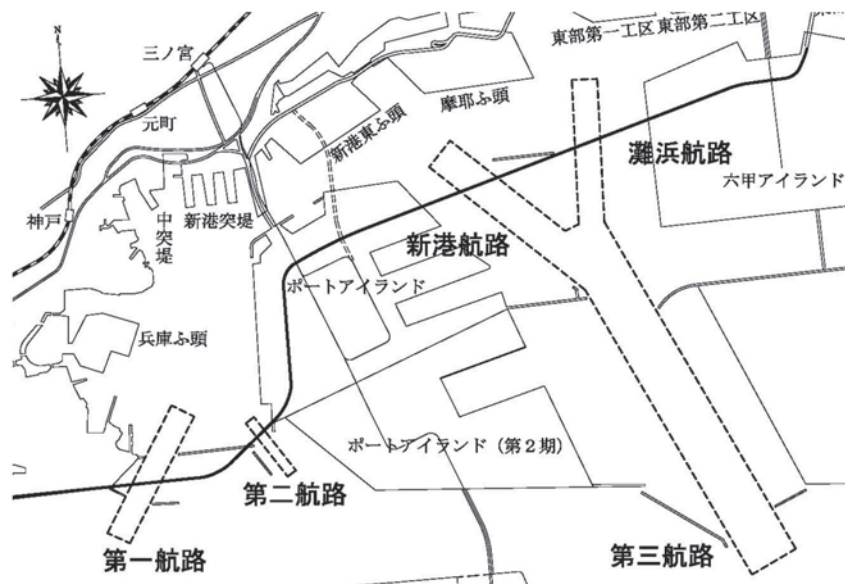 N
三ノ宮
元町
神戸
中突堤
新港突堤
新港東ふ頭
摩耶ふ頭
東部第一工区
東部第二工区
灘浜航路
六甲アイランド
新港航路
ポートアイランド
兵庫ふ頭
ポートアイランド（第２期）
第二航路
第一航路
第三航路